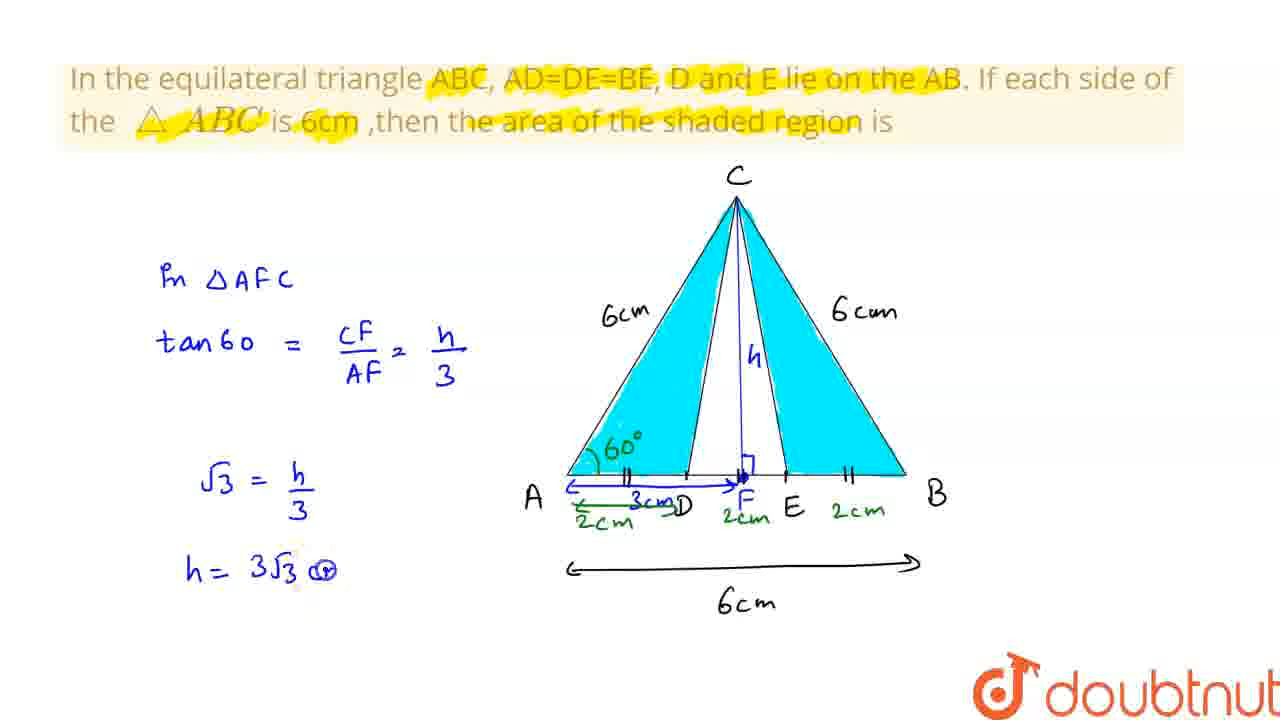 In the equilateral triangle ABC, AD=DE=BE, D and E lie on the AB. If each side of
the △ ABC is 6cm ,then the area of the shaded region is
C
In △ AFC
tan 60 = CF/AF = h/3
6cm
6cm
h
60°
√3 = h/3
A
3cm
D
F
E
B
2cm
2cm
2cm
h = 3√3
6cm
doubtnut